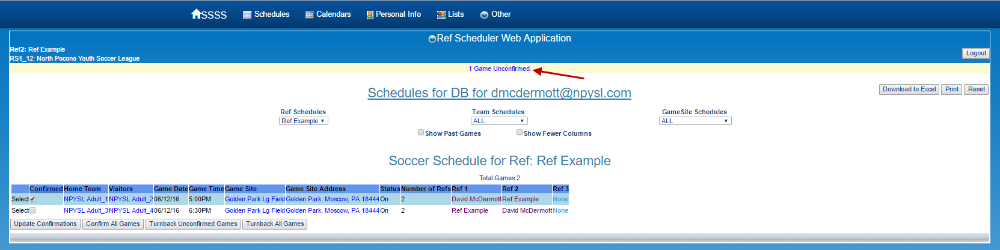 SSSS Schedules Calendars Personal Info Lists Other
Ref Scheduler Web Application
Ref2: Ref Example
RS1_12: North Pocono Youth Soccer League
Logout
1 Game Unconfirmed.
Schedules for DB for dmcdermott@npysl.com
Download to Excel Print Reset
Ref Schedules Team Schedules GameSite Schedules
Ref Example ALL ALL
Show Past Games Show Fewer Columns
Soccer Schedule for Ref: Ref Example
Total Games 2
Confirmed Home Team Visitors Game Date Game Time Game Site Game Site Address Status Number of Refs Ref 1 Ref 2 Ref 3
Select NPYSL Adult_1 NPYSL Adult_2 06/12/16 5:00PM Golden Park Lg Field Golden Park, Moscow, PA 18444 On 2 David McDermott Ref Example None
Select NPYSL Adult_3 NPYSL Adult_4 06/12/16 6:30PM Golden Park Lg Field Golden Park, Moscow, PA 18444 On 2 Ref Example David McDermott None
Update Confirmations Confirm All Games Turnback Unconfirmed Games Turnback All Games